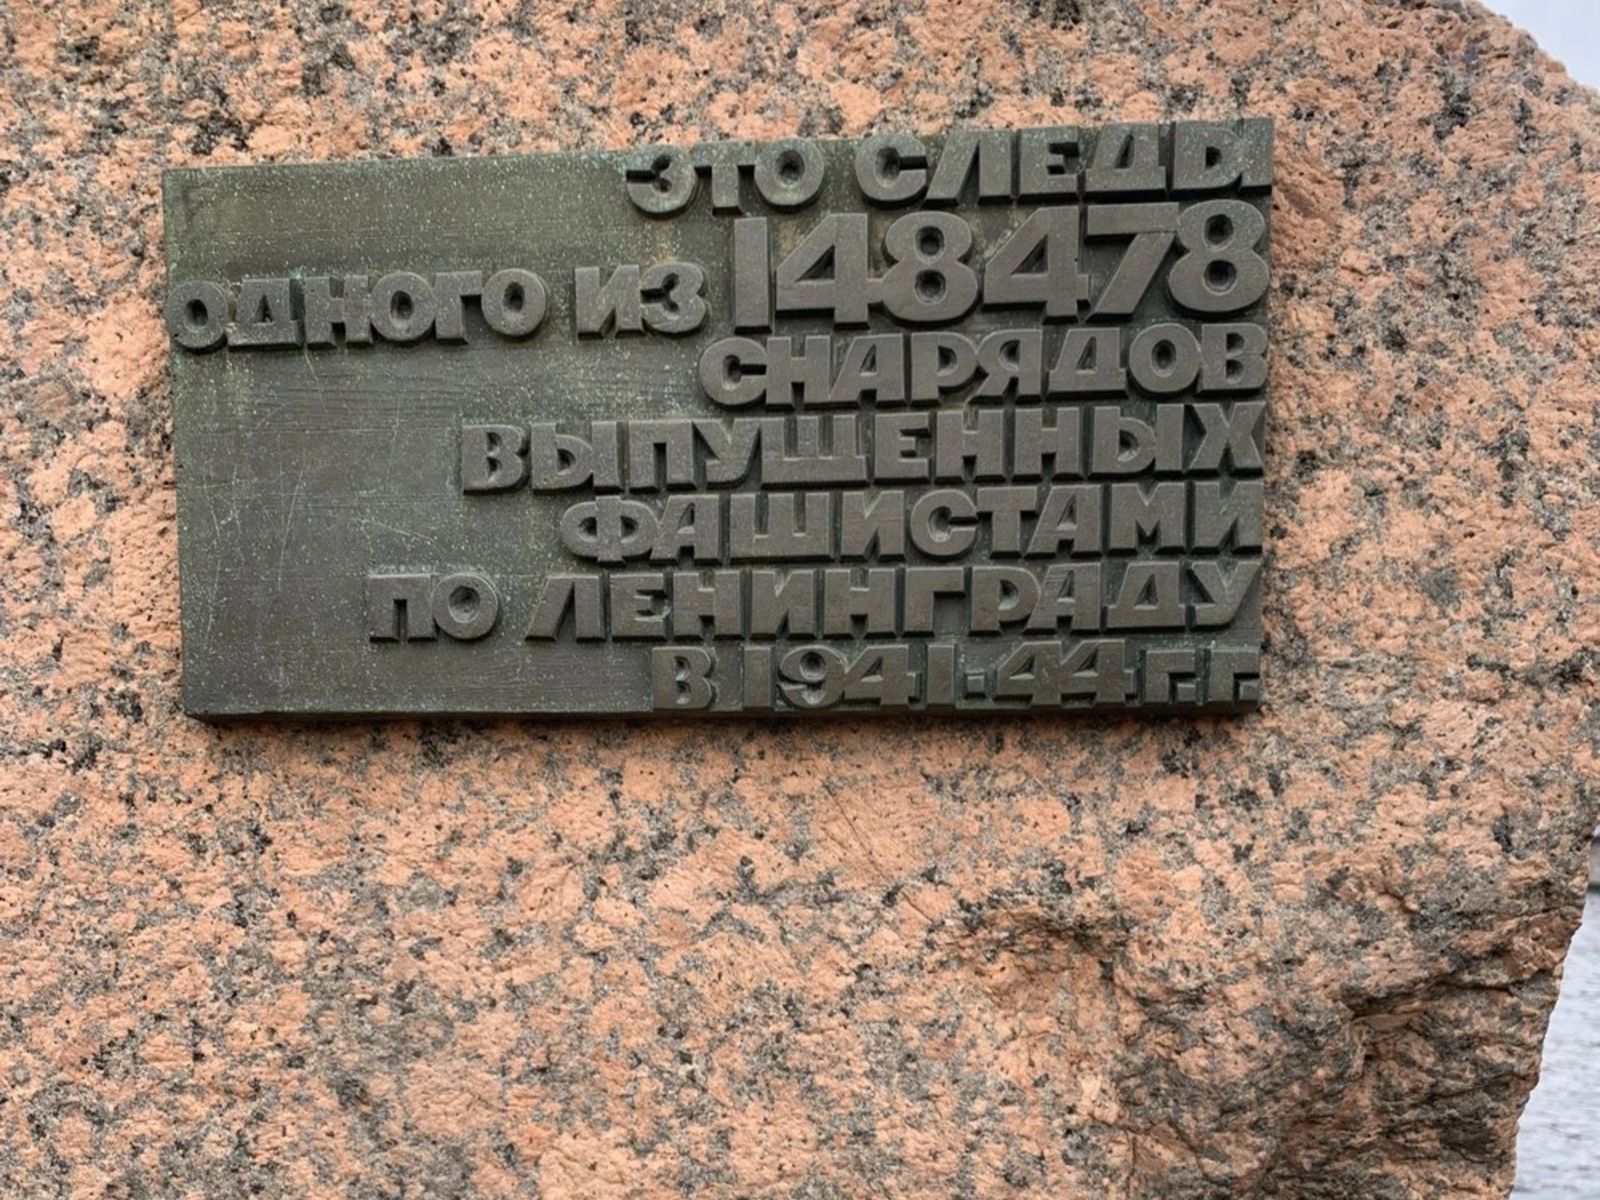 ЭТО СЛЕДЫ
ОДНОГО ИЗ 148478
СНАРЯДОВ
ВЫПУЩЕННЫХ
ФАШИСТАМИ
ПО ЛЕНИНГРАДУ
В 1941-44 Г.Г.